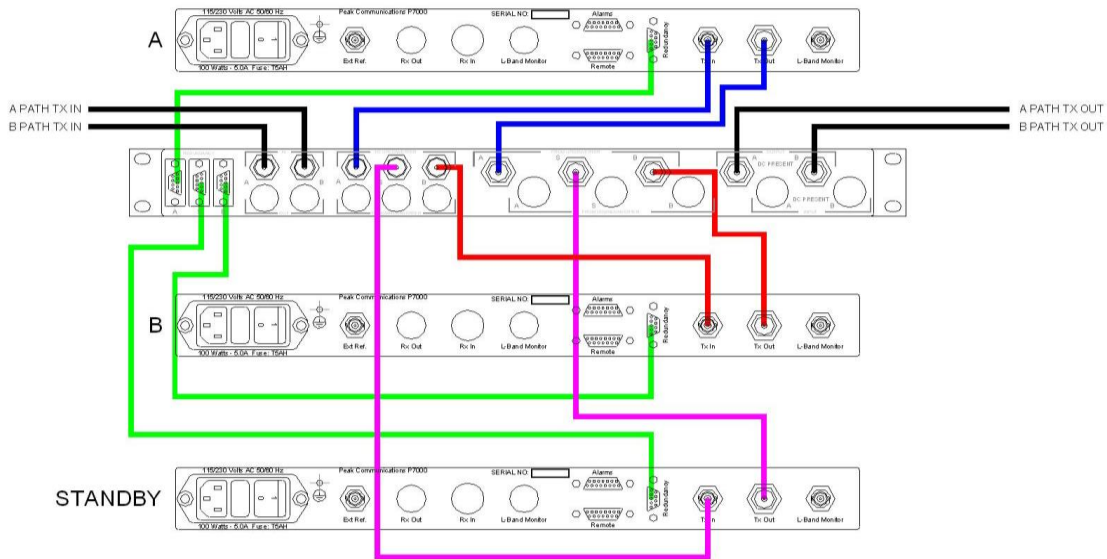 A
115/230 Volts AC 50/60 Hz
Peak Communications P7000
SERIAL NO:
Alarms
100 Watts - 5.0A Fuse: T5AH
Ext Ref.
Rx Out
Rx In
L-Band Monitor
Remote
Redundancy
Tx In
Tx Out
L-Band Monitor
A PATH TX IN
B PATH TX IN
A PATH TX OUT
B PATH TX OUT
A
B
A
B
A
S
B
A
B
DC PRESENT
A
A
B
A
B
A
S
B
DC PRESENT
A
B
B
115/230 Volts AC 50/60 Hz
Peak Communications P7000
SERIAL NO:
Alarms
100 Watts - 5.0A Fuse: T5AH
Ext Ref.
Rx Out
Rx In
L-Band Monitor
Remote
Redundancy
Tx In
Tx Out
L-Band Monitor
STANDBY
115/230 Volts AC 50/60 Hz
Peak Communications P7000
SERIAL NO:
Alarms
100 Watts - 5.0A Fuse: T5AH
Ext Ref.
Rx Out
Rx In
L-Band Monitor
Remote
Redundancy
Tx In
Tx Out
L-Band Monitor